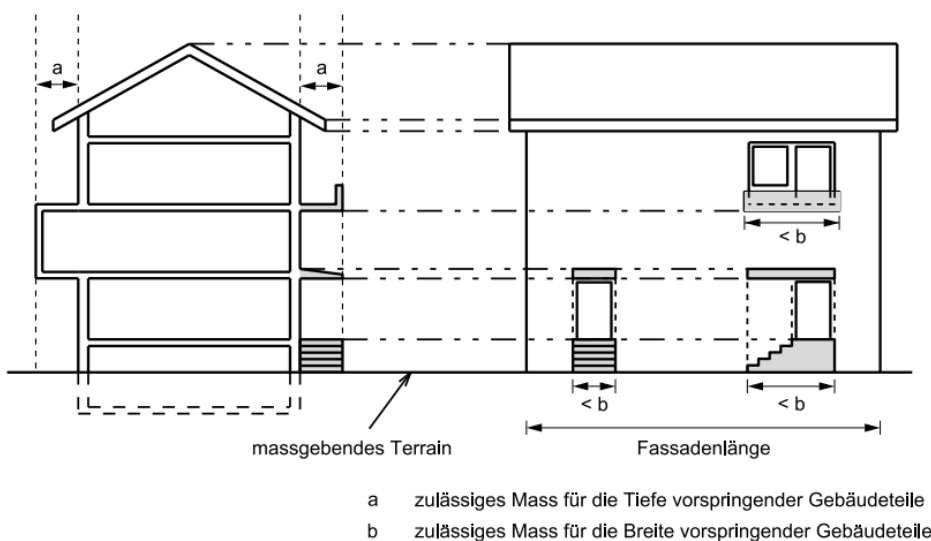 a
a
< b
< b
< b
massgebendes Terrain
Fassadenlänge
a zulässiges Mass für die Tiefe vorspringender Gebäudeteile
b zulässiges Mass für die Breite vorspringender Gebäudeteile